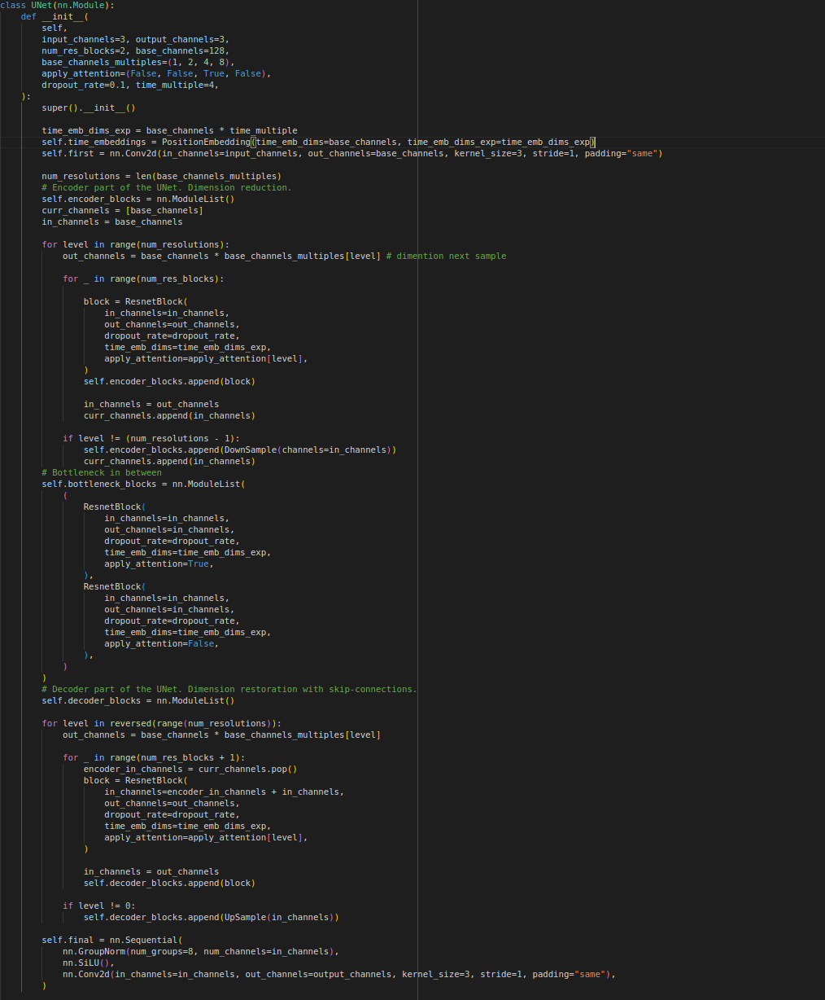 class UNet(nn.Module):
    def __init__(
        self,
        input_channels=3, output_channels=3,
        num_res_blocks=2, base_channels=128,
        base_channels_multiples=(1, 2, 4, 8),
        apply_attention=(False, False, True, False),
        dropout_rate=0.1, time_multiple=4,
    ):
        super().__init__()

        time_emb_dims_exp = base_channels * time_multiple
        self.time_embeddings = PositionEmbedding(time_emb_dims=base_channels, time_emb_dims_exp=time_emb_dims_exp)
        self.first = nn.Conv2d(in_channels=input_channels, out_channels=base_channels, kernel_size=3, stride=1, padding="same")

        num_resolutions = len(base_channels_multiples)
        # Encoder part of the UNet. Dimension reduction.
        self.encoder_blocks = nn.ModuleList()
        curr_channels = [base_channels]
        in_channels = base_channels

        for level in range(num_resolutions):
            out_channels = base_channels * base_channels_multiples[level] # dimention next sample

            for _ in range(num_res_blocks):

                block = ResnetBlock(
                    in_channels=in_channels,
                    out_channels=out_channels,
                    dropout_rate=dropout_rate,
                    time_emb_dims=time_emb_dims_exp,
                    apply_attention=apply_attention[level],
                )
                self.encoder_blocks.append(block)

                in_channels = out_channels
                curr_channels.append(in_channels)

            if level != (num_resolutions - 1):
                self.encoder_blocks.append(DownSample(channels=in_channels))
                curr_channels.append(in_channels)
        # Bottleneck in between
        self.bottleneck_blocks = nn.ModuleList(
            (
                ResnetBlock(
                    in_channels=in_channels,
                    out_channels=in_channels,
                    dropout_rate=dropout_rate,
                    time_emb_dims=time_emb_dims_exp,
                    apply_attention=True,
                ),
                ResnetBlock(
                    in_channels=in_channels,
                    out_channels=in_channels,
                    dropout_rate=dropout_rate,
                    time_emb_dims=time_emb_dims_exp,
                    apply_attention=False,
                ),
            )
        )
        # Decoder part of the UNet. Dimension restoration with skip-connections.
        self.decoder_blocks = nn.ModuleList()

        for level in reversed(range(num_resolutions)):
            out_channels = base_channels * base_channels_multiples[level]

            for _ in range(num_res_blocks + 1):
                encoder_in_channels = curr_channels.pop()
                block = ResnetBlock(
                    in_channels=encoder_in_channels + in_channels,
                    out_channels=out_channels,
                    dropout_rate=dropout_rate,
                    time_emb_dims=time_emb_dims_exp,
                    apply_attention=apply_attention[level],
                )

                in_channels = out_channels
                self.decoder_blocks.append(block)

            if level != 0:
                self.decoder_blocks.append(UpSample(in_channels))

        self.final = nn.Sequential(
            nn.GroupNorm(num_groups=8, num_channels=in_channels),
            nn.SiLU(),
            nn.Conv2d(in_channels=in_channels, out_channels=output_channels, kernel_size=3, stride=1, padding="same"),
        )